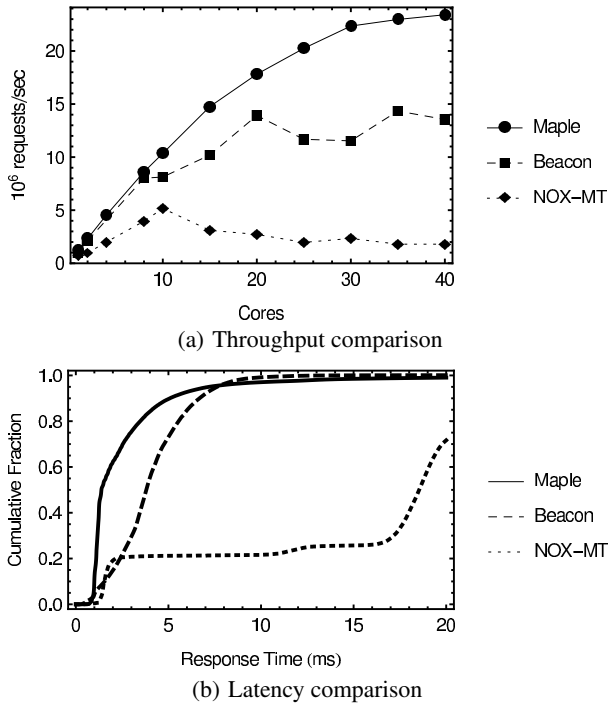 20
15
10
5
0
10⁶ requests/sec
10 20 30 40
Cores
Maple
Beacon
NOX-MT
(a) Throughput comparison
1.0
0.8
0.6
0.4
0.2
0.0
Cumulative Fraction
0 5 10 15 20
Response Time (ms)
Maple
Beacon
NOX-MT
(b) Latency comparison